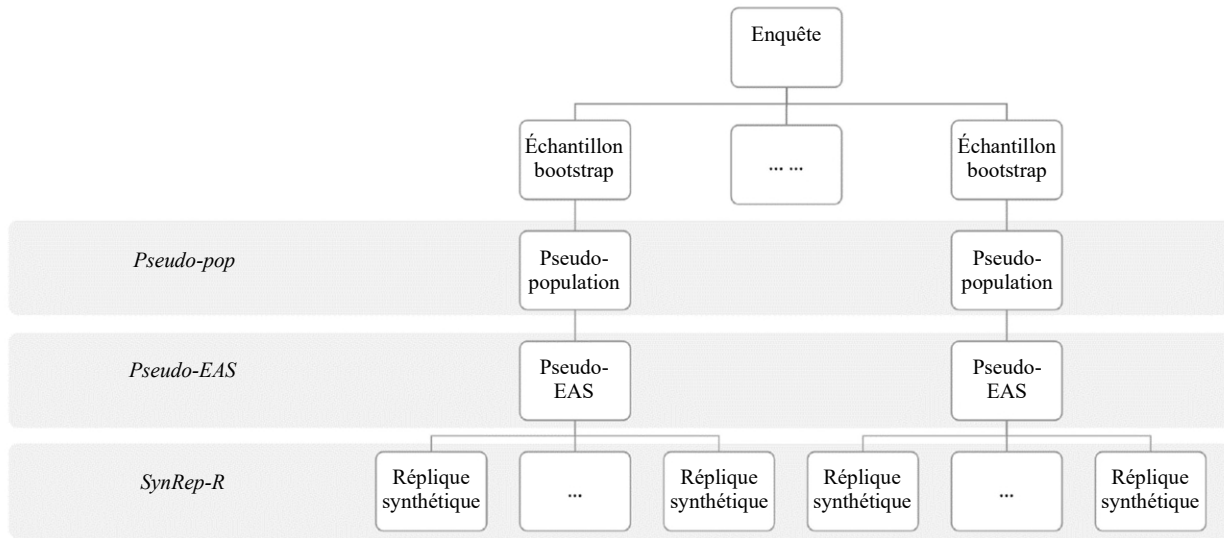 Enquête
Échantillon
bootstrap
... ...
Échantillon
bootstrap
Pseudo-pop
Pseudo-
population
Pseudo-
population
Pseudo-EAS
Pseudo-
EAS
Pseudo-
EAS
SynRep-R
Réplique
synthétique
...
Réplique
synthétique
Réplique
synthétique
...
Réplique
synthétique